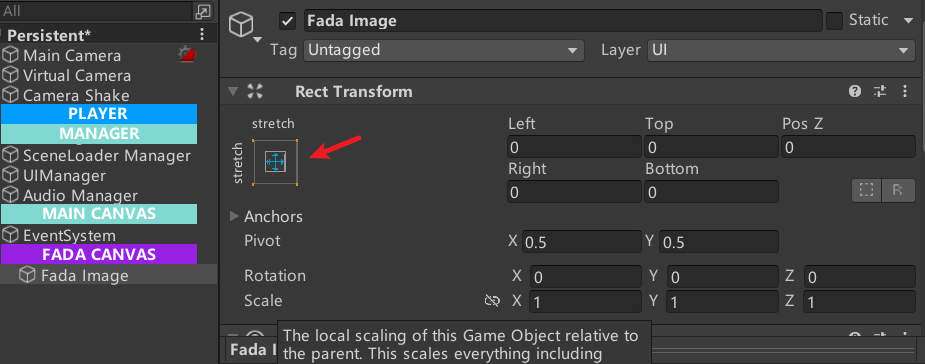 All
Persistent*
Main Camera
Virtual Camera
Camera Shake
PLAYER
MANAGER
SceneLoader Manager
UIManager
Audio Manager
MAIN CANVAS
EventSystem
FADA CANVAS
Fada Image
Fada Image
Static
Tag Untagged
Layer UI
Rect Transform
stretch
stretch
Left Top Pos Z
0 0 0
Right Bottom
0 0
R
Anchors
Pivot X 0.5 Y 0.5
Rotation X 0 Y 0 Z 0
Scale X 1 Y 1 Z 1
Fada I
The local scaling of this Game Object relative to
the parent. This scales everything including